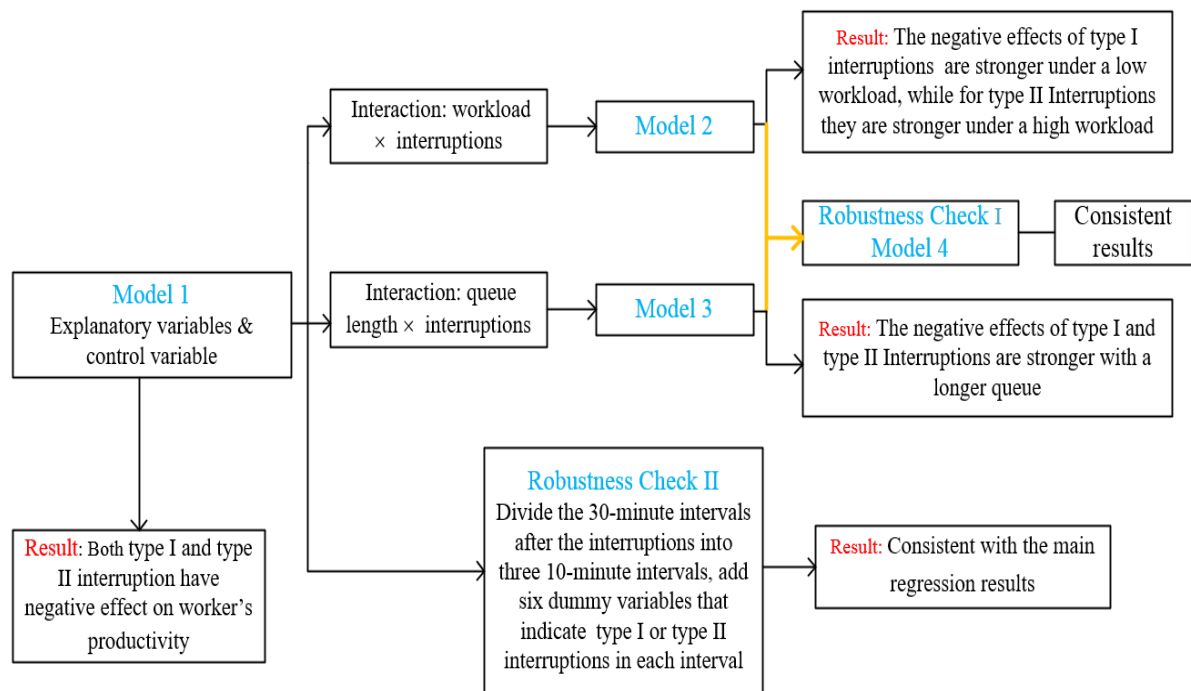 Model 1
Explanatory variables &
control variable
Result: Both type I and type
II interruption have
negative effect on worker’s
productivity
Interaction: workload
× interruptions
Model 2
Result: The negative effects of type I
interruptions are stronger under a low
workload, while for type II Interruptions
they are stronger under a high workload
Robustness Check I
Model 4
Consistent
results
Interaction: queue
length × interruptions
Model 3
Result: The negative effects of type I and
type II Interruptions are stronger with a
longer queue
Robustness Check II
Divide the 30-minute intervals
after the interruptions into
three 10-minute intervals, add
six dummy variables that
indicate type I or type II
interruptions in each interval
Result: Consistent with the main
regression results